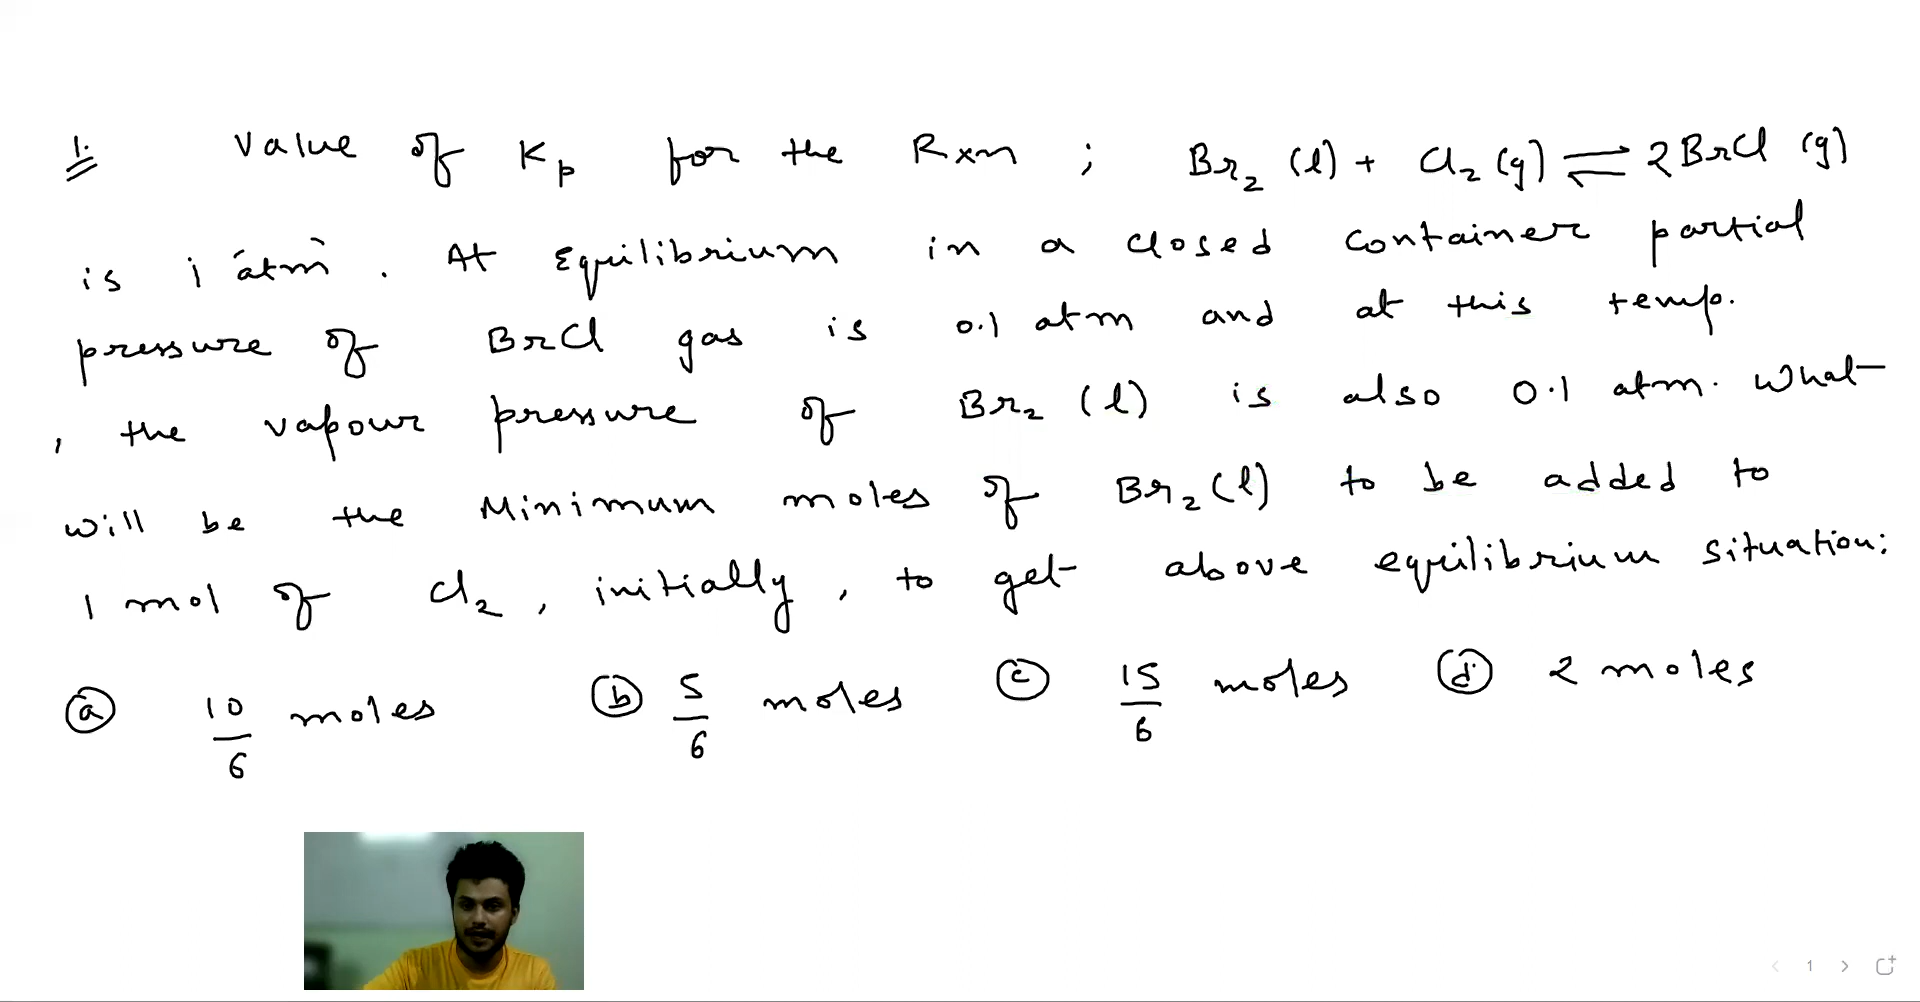 1. Value of Kp for the Rxn ; Br₂ (l) + Cl₂ (g) ⇌ 2BrCl (g)
is 1 'atm'. At Equilibrium in a closed container partial
pressure of BrCl gas is 0.1 atm and at this temp.
, the vapour pressure of Br₂ (l) is also 0.1 atm. What
will be the Minimum moles of Br₂ (l) to be added to
1 mol of Cl₂, initially, to get above equilibrium situation:
(a) 10/6 moles (b) 5/6 moles (c) 15/6 moles (d) 2 moles
1